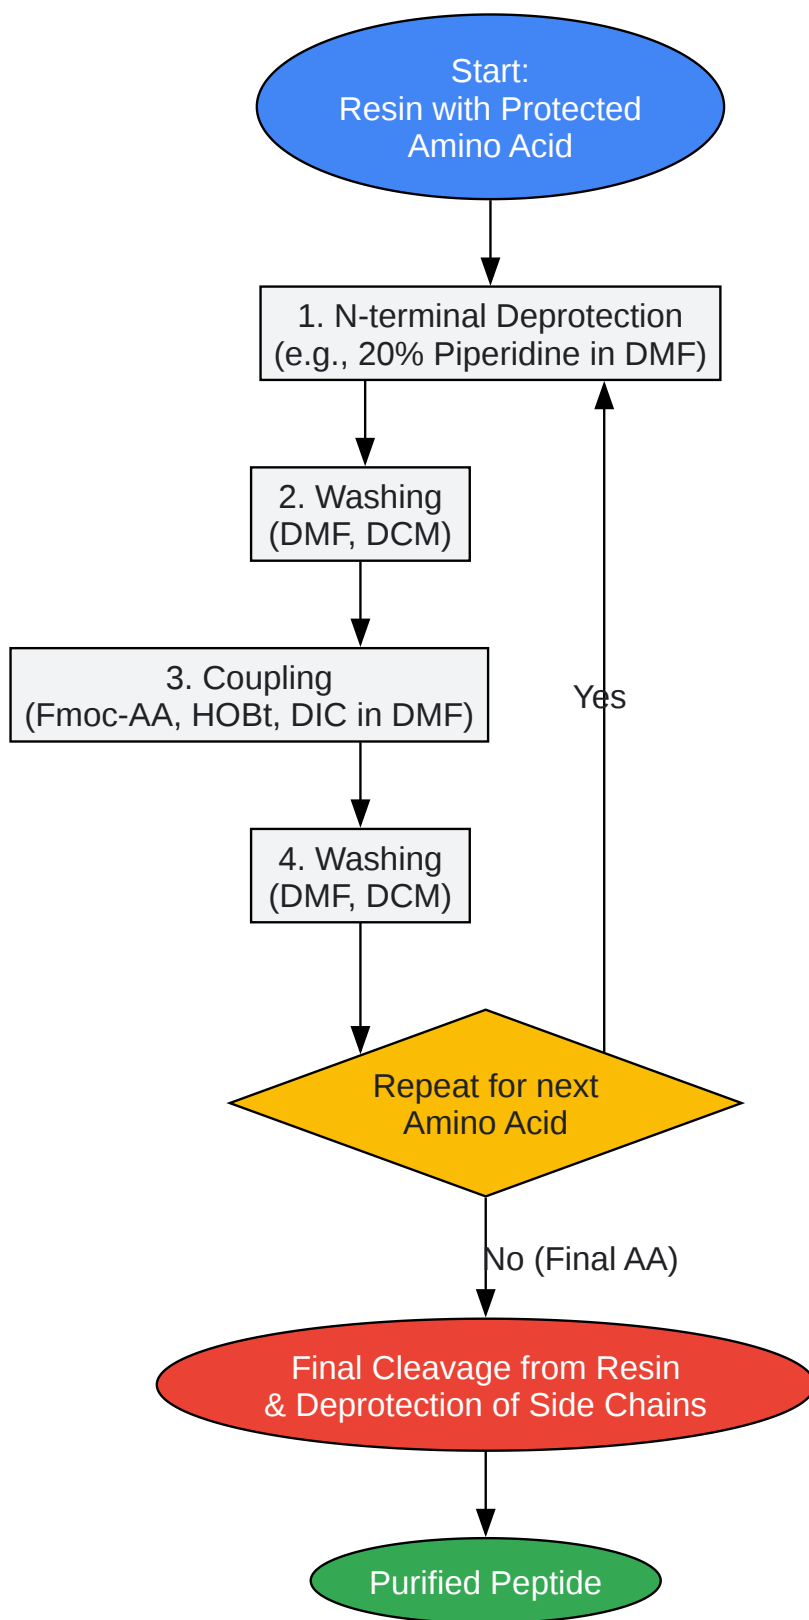 Start:
Resin with Protected
Amino Acid
1. N-terminal Deprotection
(e.g., 20% Piperidine in DMF)
2. Washing
(DMF, DCM)
3. Coupling
(Fmoc-AA, HOBt, DIC in DMF)
Yes
4. Washing
(DMF, DCM)
Repeat for next
Amino Acid
No (Final AA)
Final Cleavage from Resin
& Deprotection of Side Chains
Purified Peptide